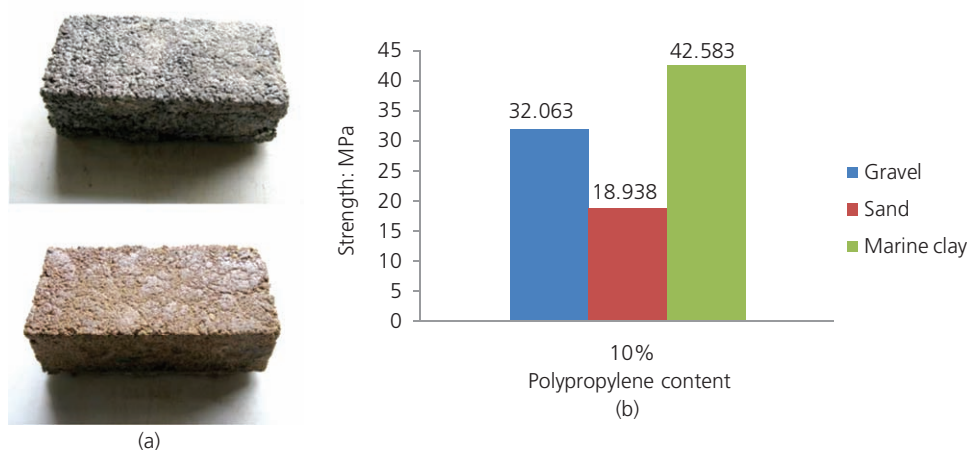 (a)
Strength: MPa
45
40
35
30
25
20
15
10
5
0
32.063
18.938
42.583
10%
Polypropylene content
(b)
Gravel
Sand
Marine clay